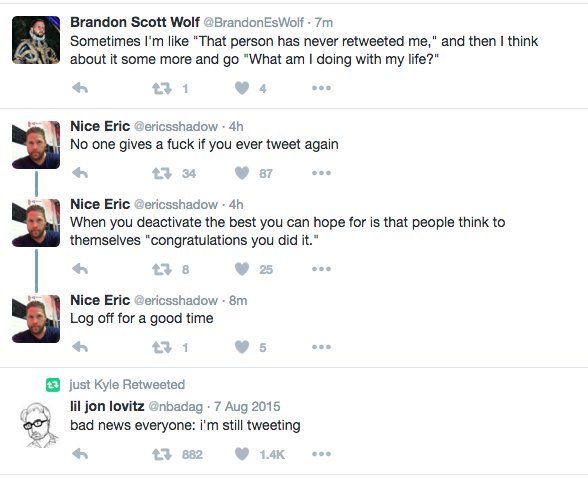 Brandon Scott Wolf @BrandonEsWolf · 7m
Sometimes I'm like "That person has never retweeted me," and then I think
about it some more and go "What am I doing with my life?"
1 4
Nice Eric @ericsshadow · 4h
No one gives a fuck if you ever tweet again
34 87
Nice Eric @ericsshadow · 4h
When you deactivate the best you can hope for is that people think to
themselves "congratulations you did it."
8 25
Nice Eric @ericsshadow · 8m
Log off for a good time
1 5
just Kyle Retweeted
lil jon lovitz @nbadag · 7 Aug 2015
bad news everyone: i'm still tweeting
882 1.4K